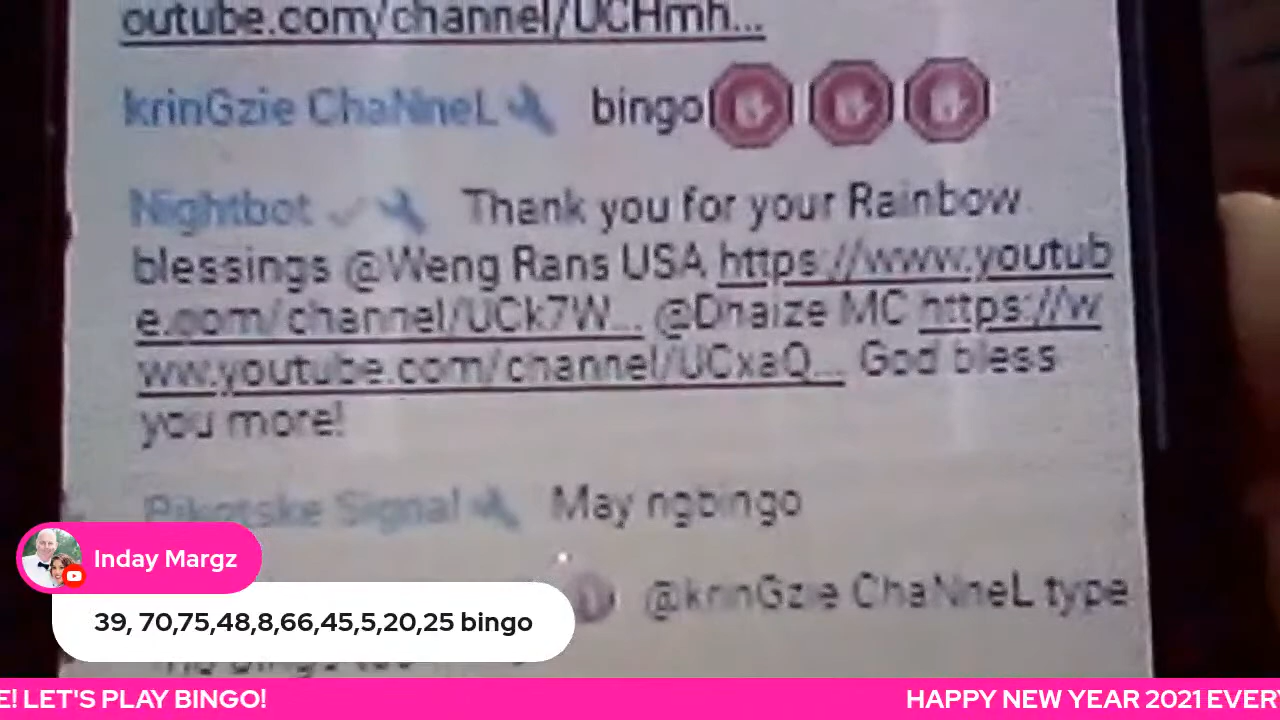 outube.com/channel/UCHmh...
krinGzie ChaNneL bingo
Nightbot Thank you for your Rainbow
blessings @Weng Rans USA https://www.youtub
e.com/channel/UCk7W... @Dnaize MC https://w
ww.youtube.com/channel/UCxaQ... God bless
you more!
Pikotske Signal May ngbingo
@krinGzie ChaNneL type
Inday Margz
39, 70,75,48,8,66,45,5,20,25 bingo
E! LET'S PLAY BINGO! HAPPY NEW YEAR 2021 EVERY